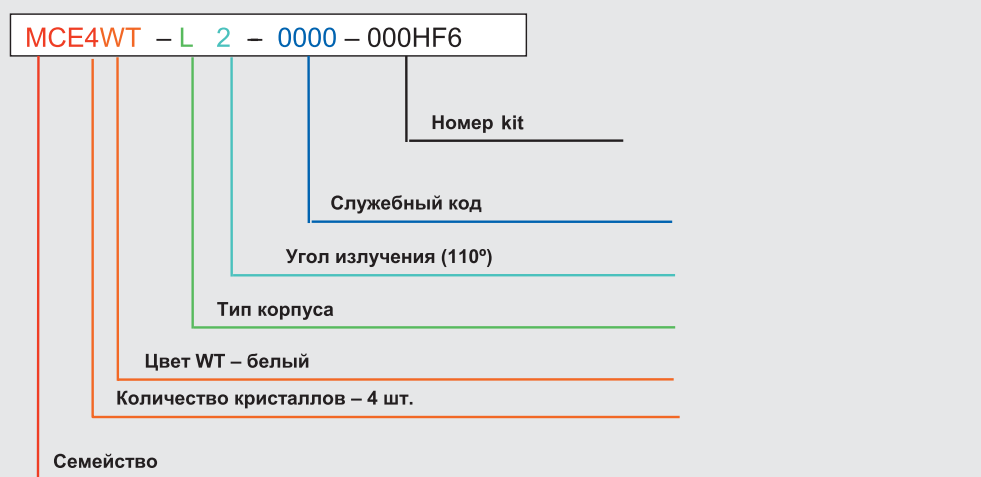 MCE4WT – L 2 – 0000 – 000HF6
Номер kit
Служебный код
Угол излучения (110º)
Тип корпуса
Цвет WT – белый
Количество кристаллов – 4 шт.
Семейство